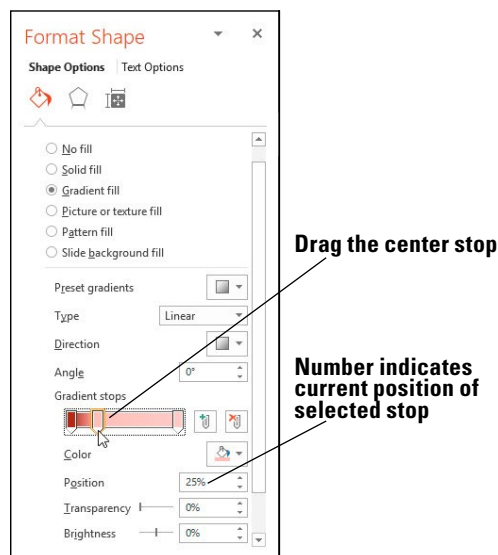 Format Shape
Shape Options Text Options
No fill
Solid fill
Gradient fill
Picture or texture fill
Pattern fill
Slide background fill
Drag the center stop
Preset gradients
Type Linear
Direction
Angle 0°
Gradient stops
Number indicates
current position of
selected stop
Color
Position 25%
Transparency 0%
Brightness 0%